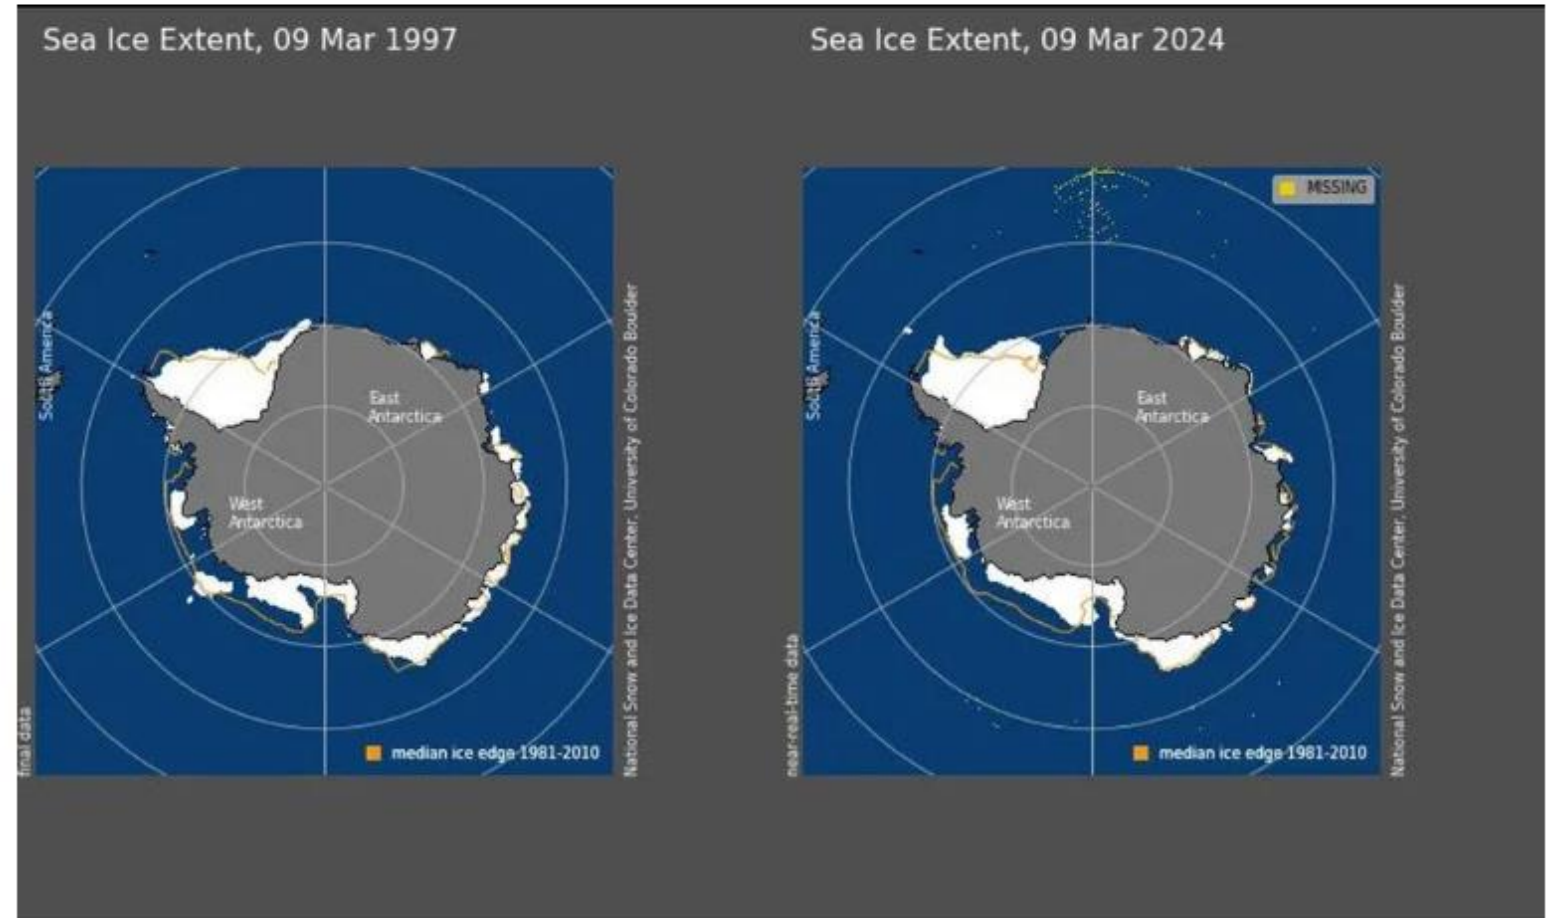 Sea Ice Extent, 09 Mar 1997
South America
East
Antarctica
West
Antarctica
median ice edge 1981-2010
final data
National Snow and Ice Data Center, University of Colorado Boulder
Sea Ice Extent, 09 Mar 2024
MISSING
South America
East
Antarctica
West
Antarctica
median ice edge 1981-2010
near-real-time data
National Snow and Ice Data Center, University of Colorado Boulder